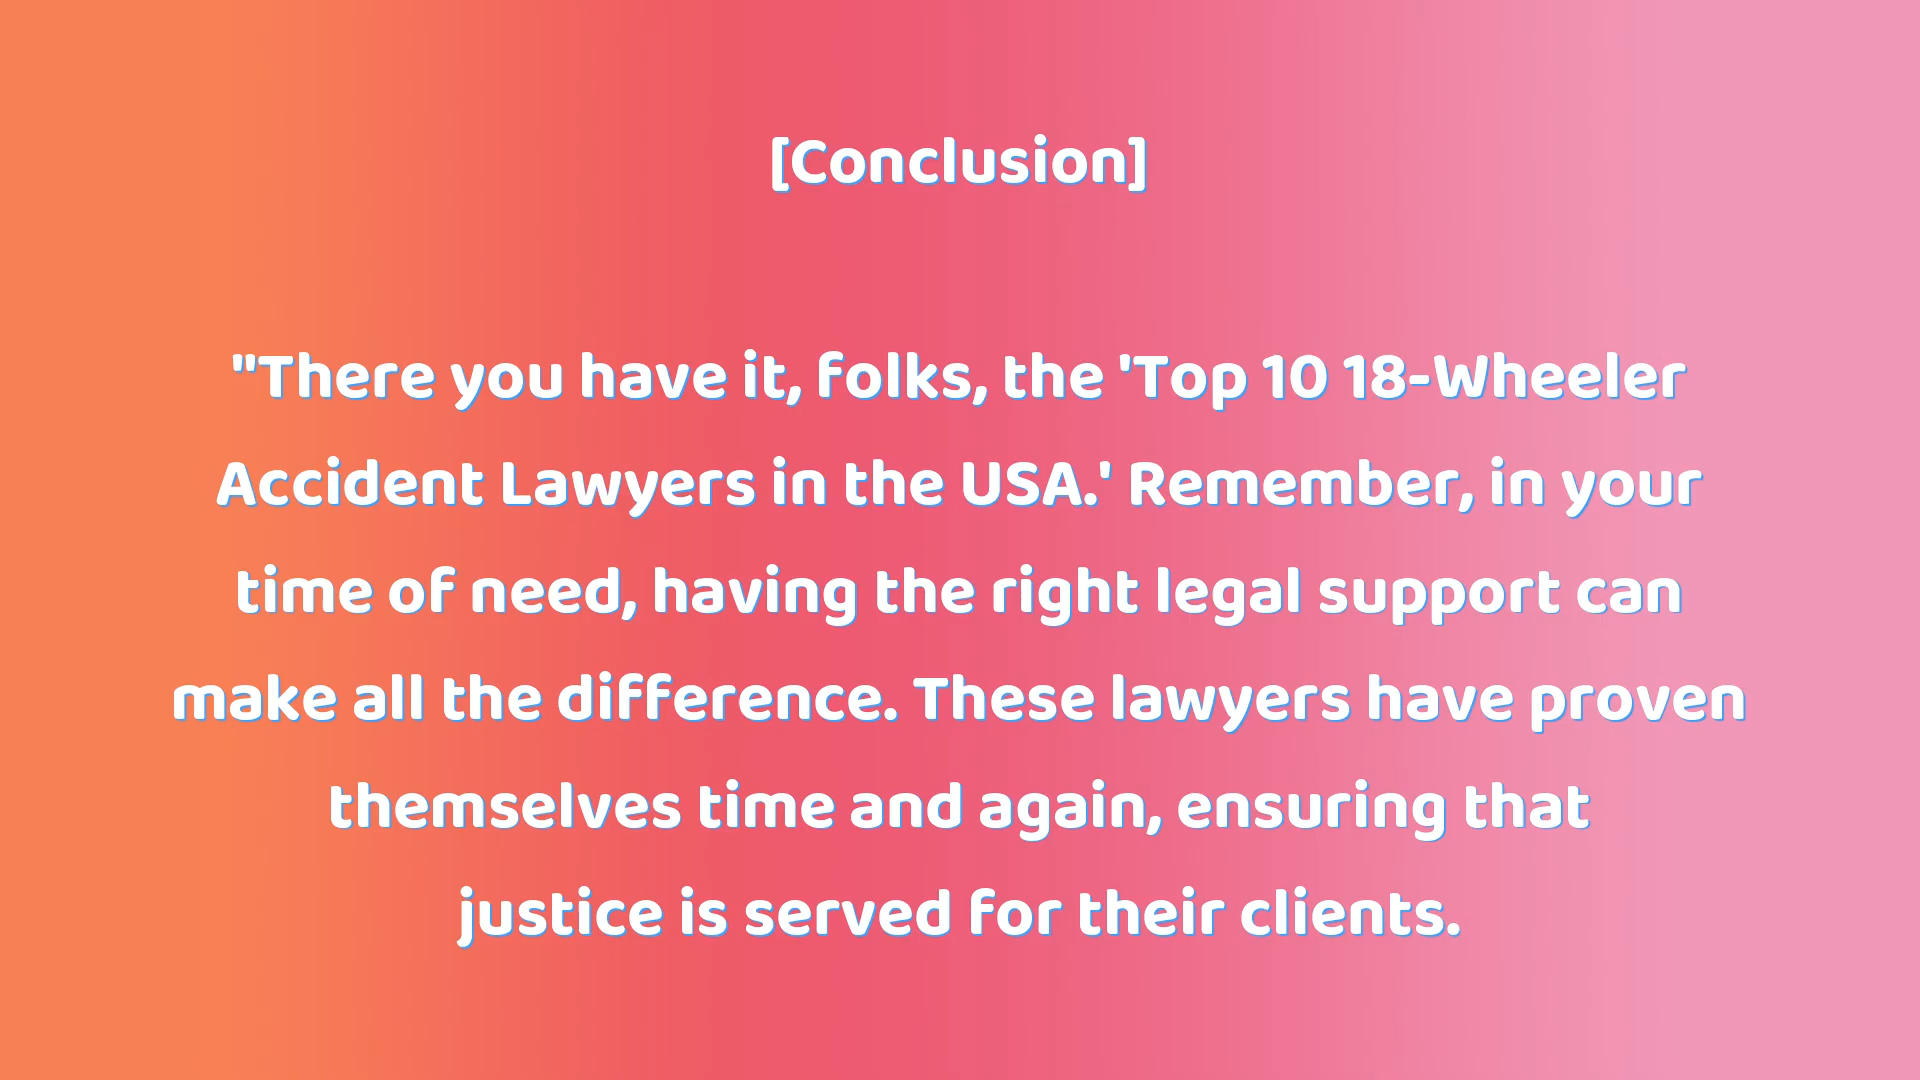 [Conclusion]
"There you have it, folks, the 'Top 10 18-Wheeler
Accident Lawyers in the USA.' Remember, in your
time of need, having the right legal support can
make all the difference. These lawyers have proven
themselves time and again, ensuring that
justice is served for their clients.